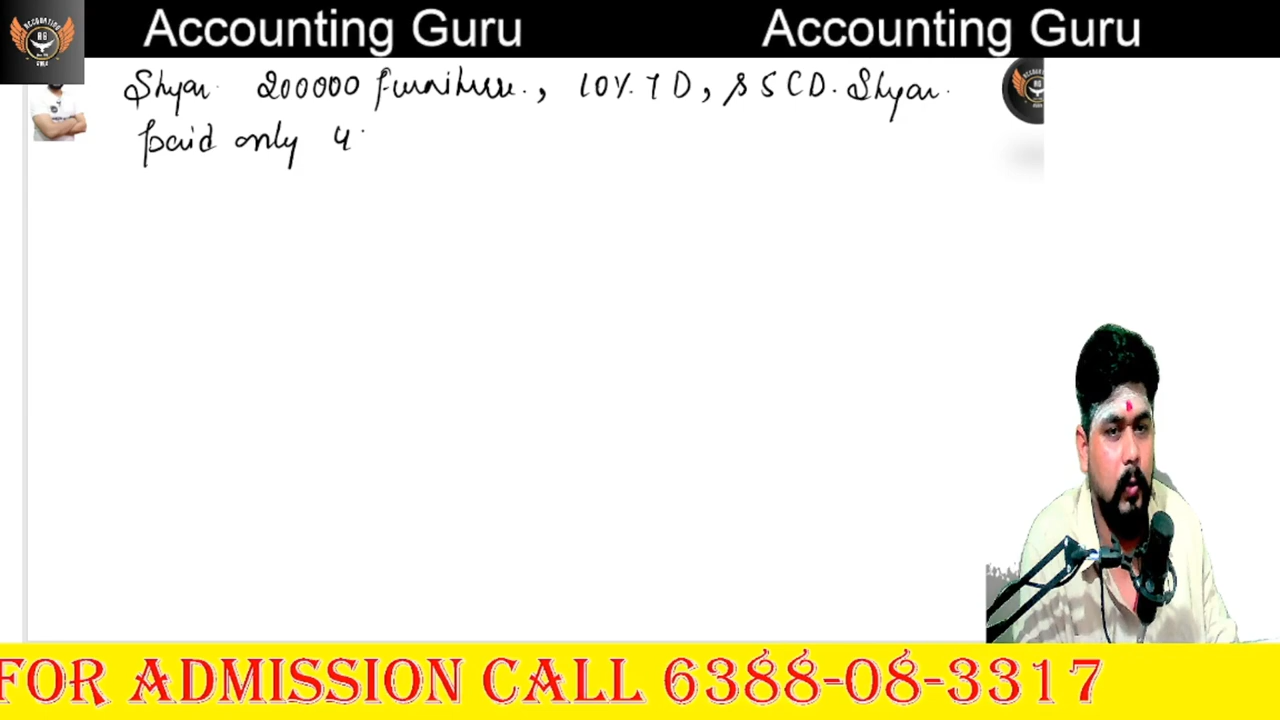 Accounting Guru Accounting Guru
Shyam 200000 furniture., 10% TD, 5% CD. Shyam
paid only 4
FOR ADMISSION CALL 6388-08-3317